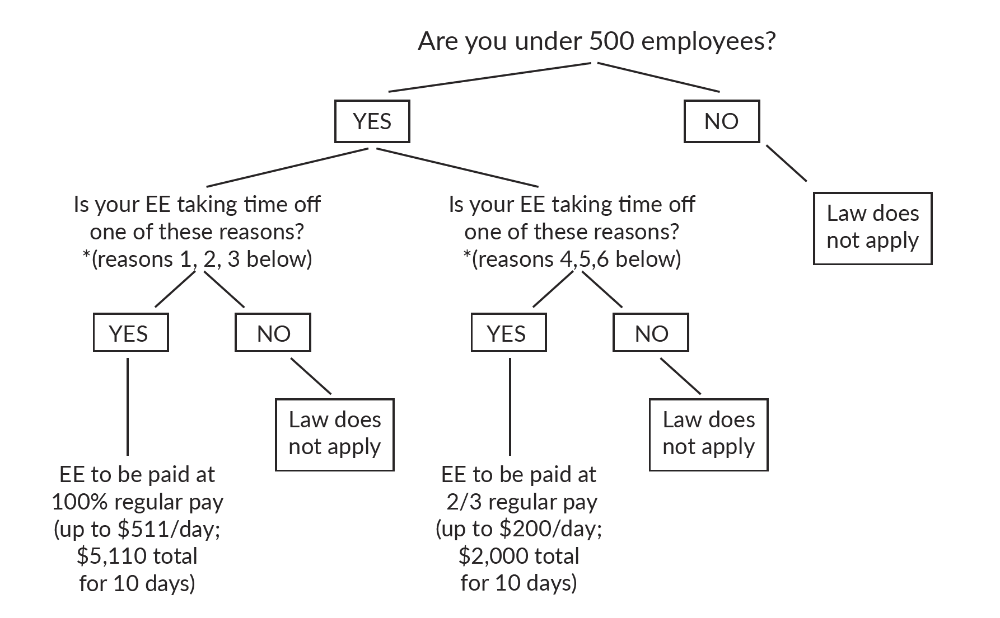 Are you under 500 employees?
YES
NO
Is your EE taking time off
one of these reasons?
*(reasons 1, 2, 3 below)
Is your EE taking time off
one of these reasons?
*(reasons 4,5,6 below)
Law does
not apply
YES
NO
YES
NO
Law does
not apply
Law does
not apply
EE to be paid at
100% regular pay
(up to $511/day;
$5,110 total
for 10 days)
EE to be paid at
2/3 regular pay
(up to $200/day;
$2,000 total
for 10 days)